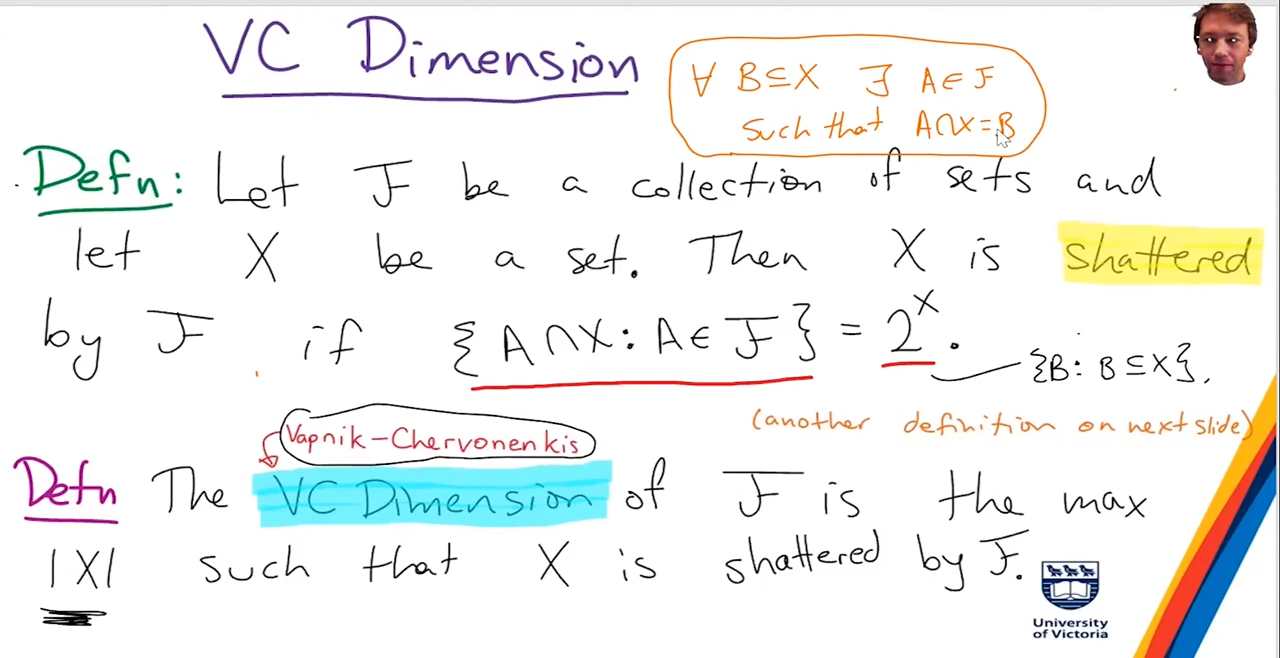 VC Dimension
∀ B⊆X ∃ A∈F
such that A∩X=B
Defn: Let F be a collection of sets and
let X be a set. Then X is shattered
by F if {A∩X: A∈F} = 2^X.
{B: B⊆X}.
(another definition on next slide)
Vapnik-Chervonenkis
Defn The VC Dimension of F is the max
|X| such that X is shattered by F.
University
of Victoria